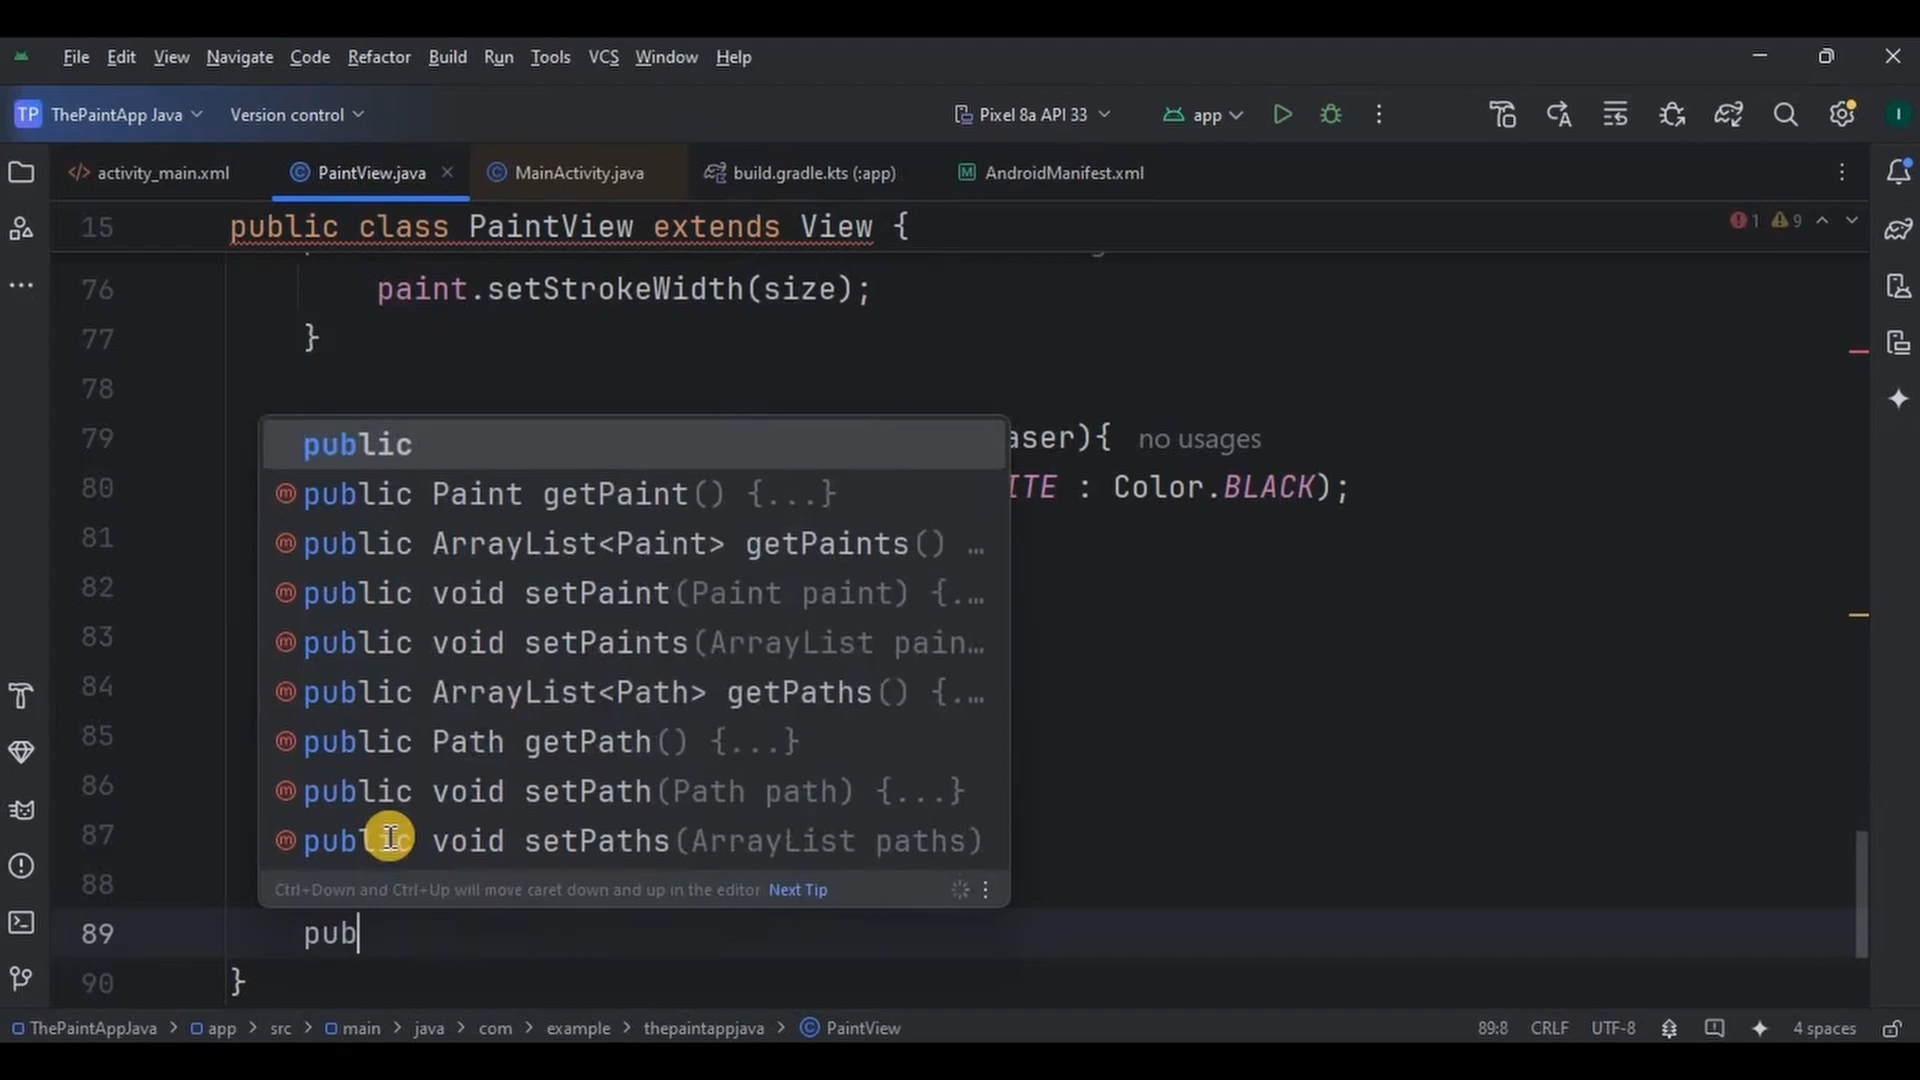 File Edit View Navigate Code Refactor Build Run Tools VCS Window Help
TP ThePaintApp Java Version control Pixel 8a API 33 app I
activity_main.xml PaintView.java MainActivity.java build.gradle.kts (:app) AndroidManifest.xml
15 public class PaintView extends View { 1 9
76 paint.setStrokeWidth(size);
77 }
78
79 aser){ no usages
80 ITE : Color.BLACK);
81
82
83
84
85
86
87
88
public
public Paint getPaint() {...}
public ArrayList<Paint> getPaints() …
public void setPaint(Paint paint) {.…
public void setPaints(ArrayList pain…
public ArrayList<Path> getPaths() {.…
public Path getPath() {...}
public void setPath(Path path) {...}
public void setPaths(ArrayList paths)
Ctrl+Down and Ctrl+Up will move caret down and up in the editor Next Tip
89 pub
90 }
ThePaintAppJava > app > src > main > java > com > example > thepaintappjava > PaintView 89:8 CRLF UTF-8 4 spaces